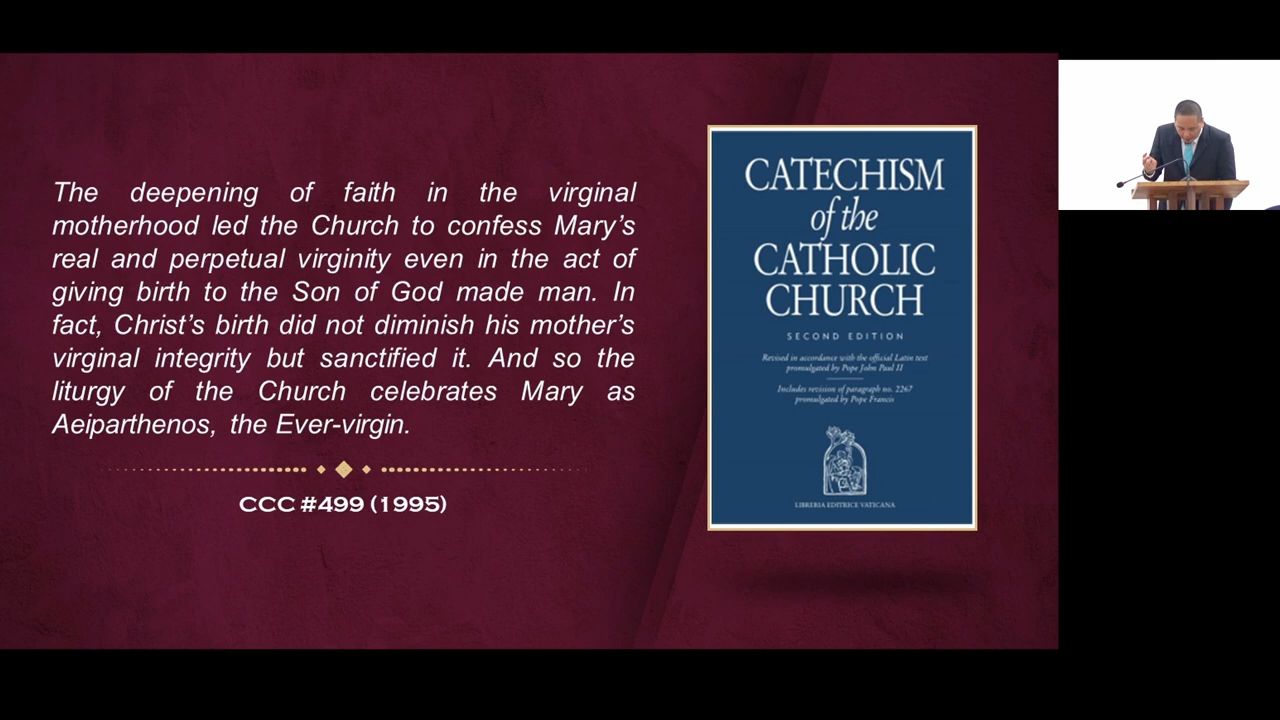 The deepening of faith in the virginal
motherhood led the Church to confess Mary’s
real and perpetual virginity even in the act of
giving birth to the Son of God made man. In
fact, Christ’s birth did not diminish his mother’s
virginal integrity but sanctified it. And so the
liturgy of the Church celebrates Mary as
Aeiparthenos, the Ever-virgin.
CCC #499 (1995)
CATECHISM
of the
CATHOLIC
CHURCH
SECOND EDITION
Revised in accordance with the official Latin text
promulgated by Pope John Paul II
Includes revision of paragraph no. 2267
promulgated by Pope Francis
LIBRERIA EDITRICE VATICANA